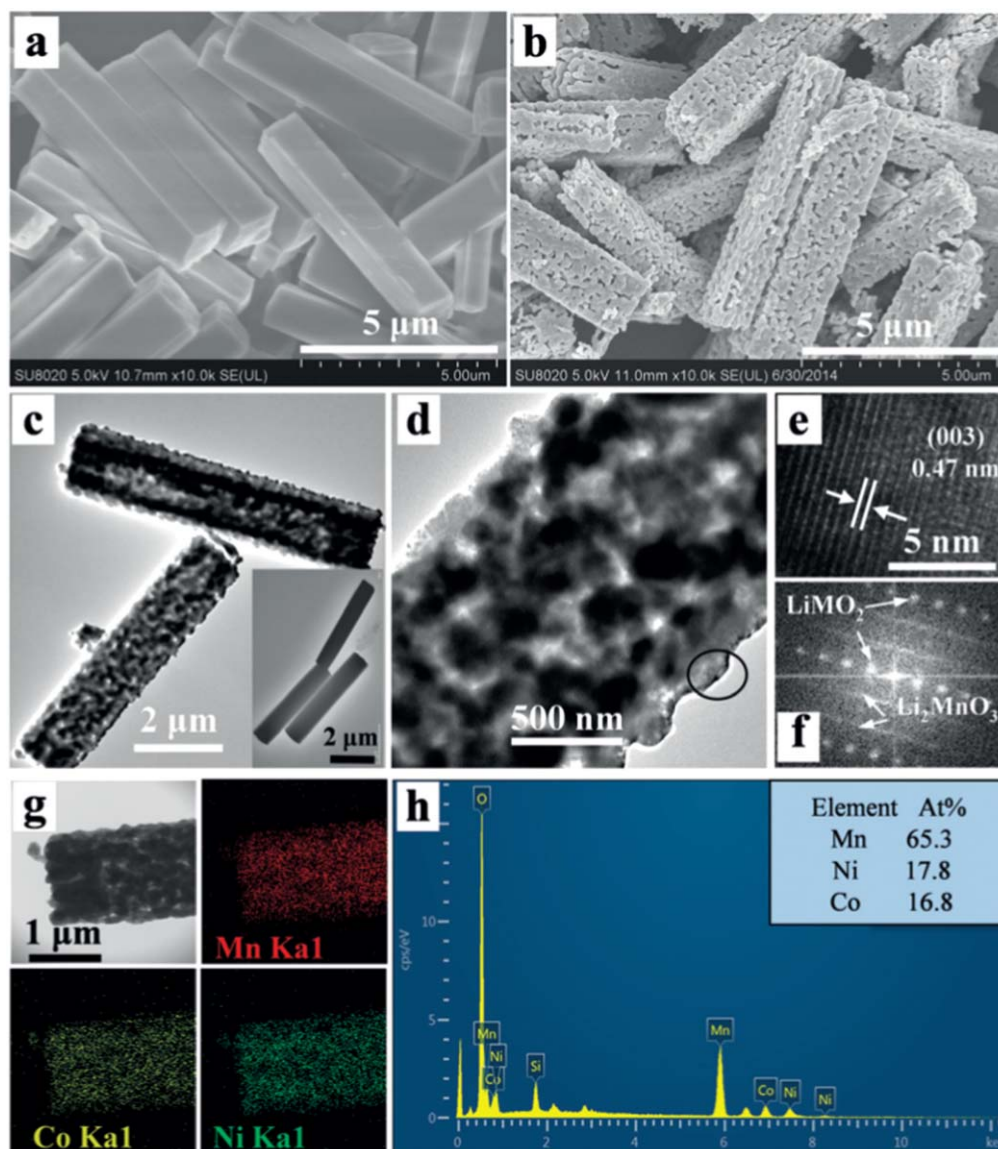 a
5 μm
SU8020 5.0kV 10.7mm x10.0k SE(UL)
5.00um
b
5 μm
SU8020 5.0kV 11.0mm x10.0k SE(UL) 6/30/2014
5.00um
c
2 μm
2 μm
d
500 nm
e
(003)
0.47 nm
5 nm
LiMO₂
Li₂MnO₃
f
g
1 μm
Mn Ka1
Co Ka1
Ni Ka1
h
Element At%
Mn 65.3
Ni 17.8
Co 16.8
O
10
cps/eV
5
Mn
Mn
Ni
Co
Si
Co
Ni
Ni
0
0 2 4 6 8 10